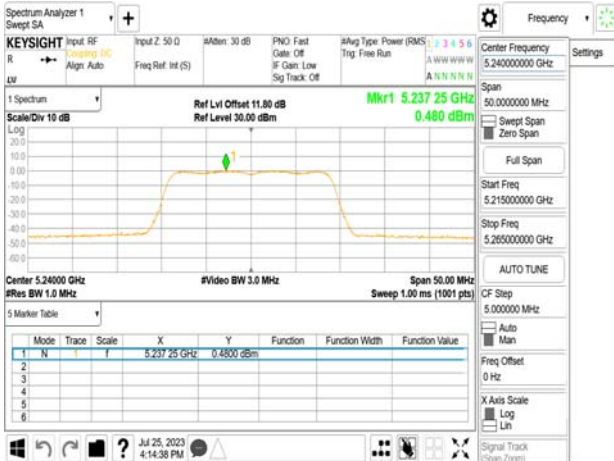 Spectrum Analyzer 1
Swept SA
Frequency
KEYSIGHT
R
Input: RF
Coupling: DC
Align: Auto
Input Z: 50 Ω
Freq Ref: Int (S)
#Atten: 30 dB
PNO: Fast
Gate: Off
IF Gain: Low
Sig Track: Off
#Avg Type: Power (RMS
Trig: Free Run
1 2 3 4 5 6
A W W W W W
A N N N N N
1 Spectrum
Scale/Div 10 dB
Ref Lvl Offset 11.80 dB
Ref Level 30.00 dBm
Mkr1 5.237 25 GHz
0.480 dBm
Log
20.0
10.0
0.00
-10.0
-20.0
-30.0
-40.0
-50.0
-60.0
1
Center 5.24000 GHz
#Res BW 1.0 MHz
#Video BW 3.0 MHz
Span 50.00 MHz
Sweep 1.00 ms (1001 pts)
5 Marker Table
Mode Trace Scale X Y Function Function Width Function Value
1 N 1 f 5.237 25 GHz 0.4800 dBm
2
3
4
5
6
Jul 25, 2023
4:14:38 PM
?
Center Frequency
5.240000000 GHz
Settings
Span
50.0000000 MHz
Swept Span
Zero Span
Full Span
Start Freq
5.215000000 GHz
Stop Freq
5.265000000 GHz
AUTO TUNE
CF Step
5.000000 MHz
Auto
Man
Freq Offset
0 Hz
X Axis Scale
Log
Lin
Signal Track
(Span Zoom)